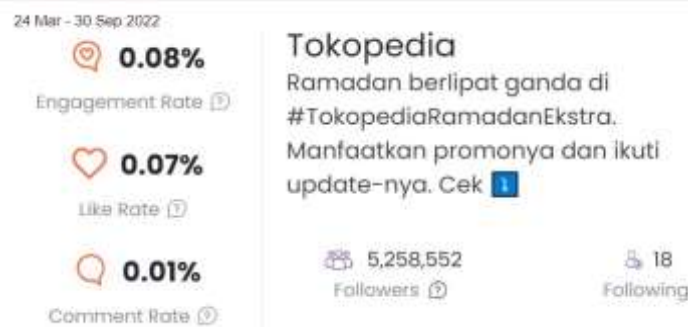 24 Mar - 30 Sep 2022
0.08%
Engagement Rate
0.07%
Like Rate
0.01%
Comment Rate
Tokopedia
Ramadan berlipat ganda di
#TokopediaRamadanEkstra.
Manfaatkan promonya dan ikuti
update-nya. Cek ⤵
5,258,552
Followers
18
Following